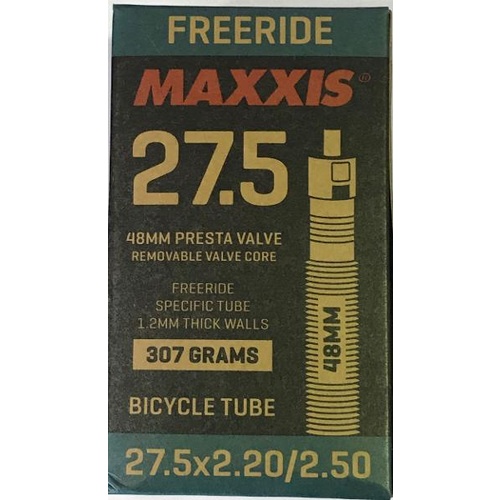 FREERIDE
MAXXIS®
27.5
48MM PRESTA VALVE
REMOVABLE VALVE CORE
FREERIDE
SPECIFIC TUBE
1.2MM THICK WALLS
307 GRAMS
48MM
BICYCLE TUBE
27.5x2.20/2.50